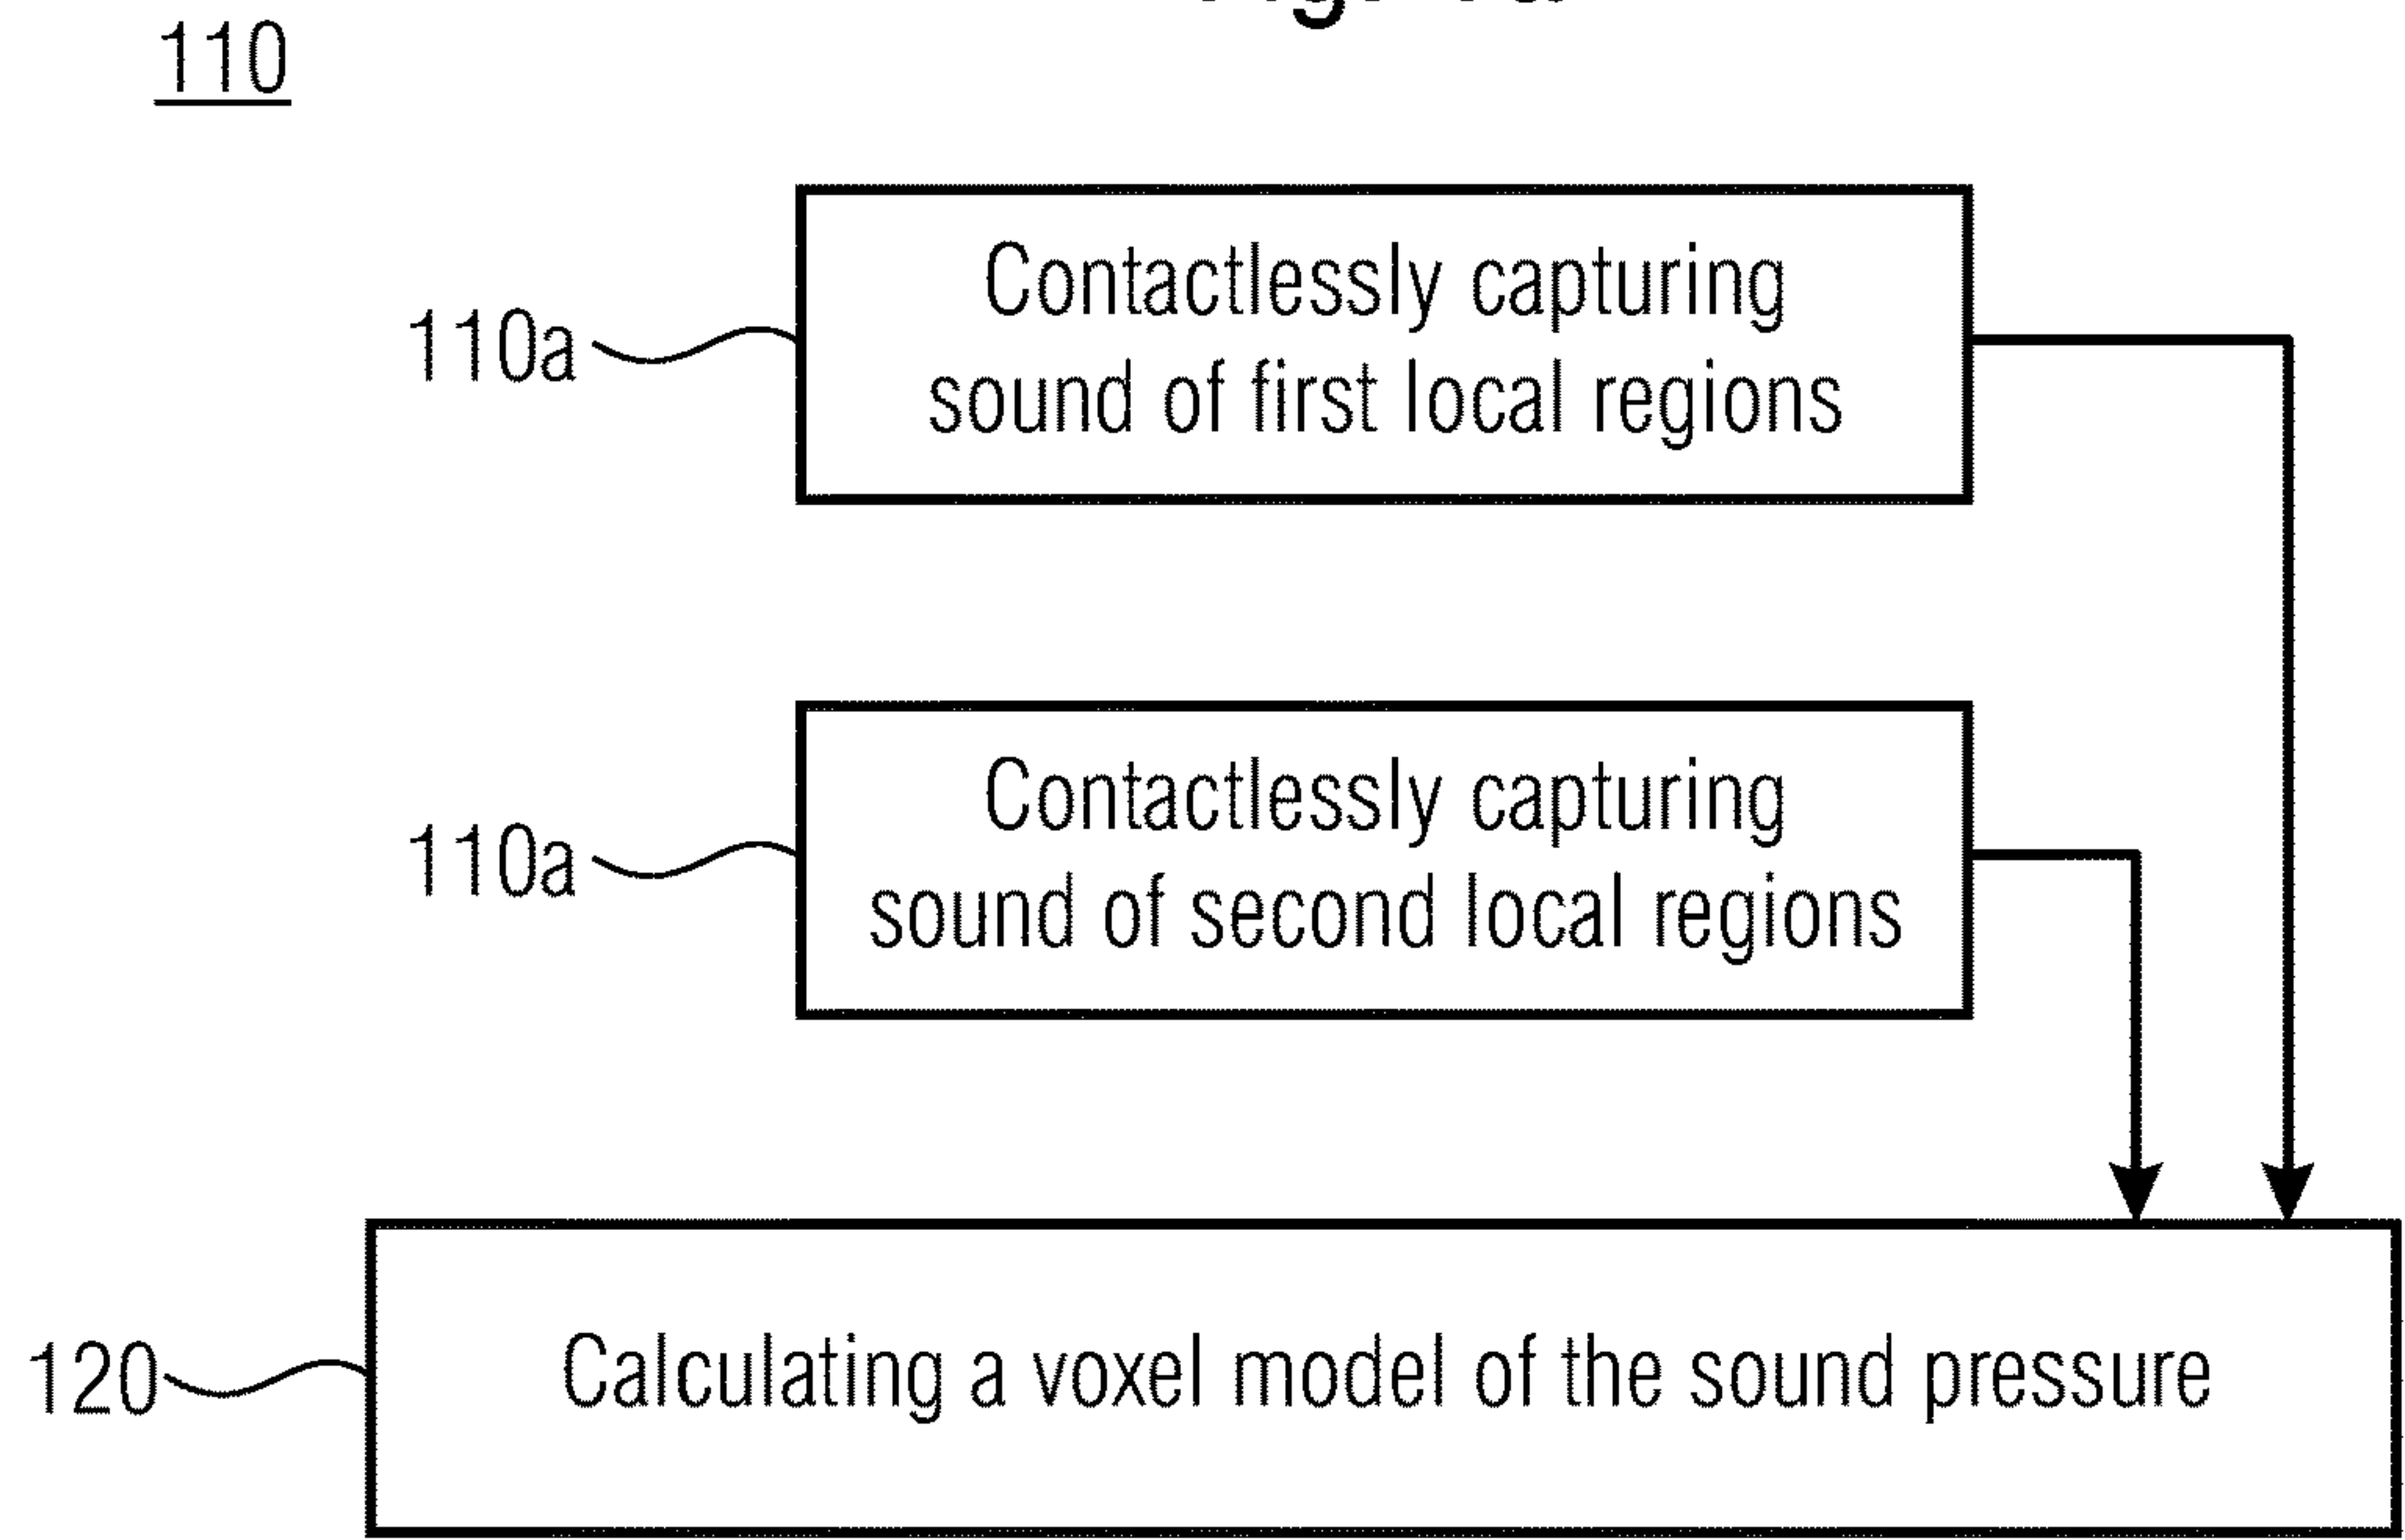 110
110a
Contactlessly capturing
sound of first local regions
110a
Contactlessly capturing
sound of second local regions
120
Calculating a voxel model of the sound pressure